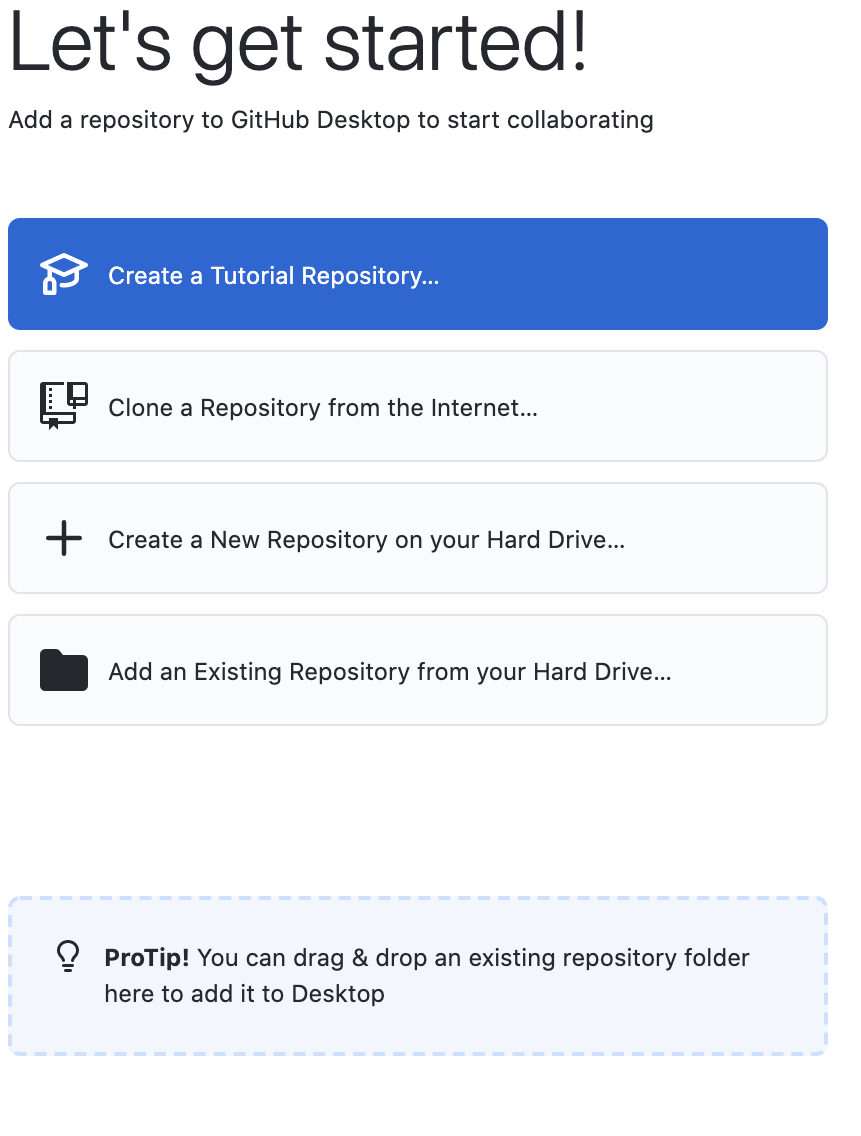 Let's get started!
Add a repository to GitHub Desktop to start collaborating
Create a Tutorial Repository...
Clone a Repository from the Internet...
Create a New Repository on your Hard Drive...
Add an Existing Repository from your Hard Drive...
ProTip! You can drag & drop an existing repository folder
here to add it to Desktop